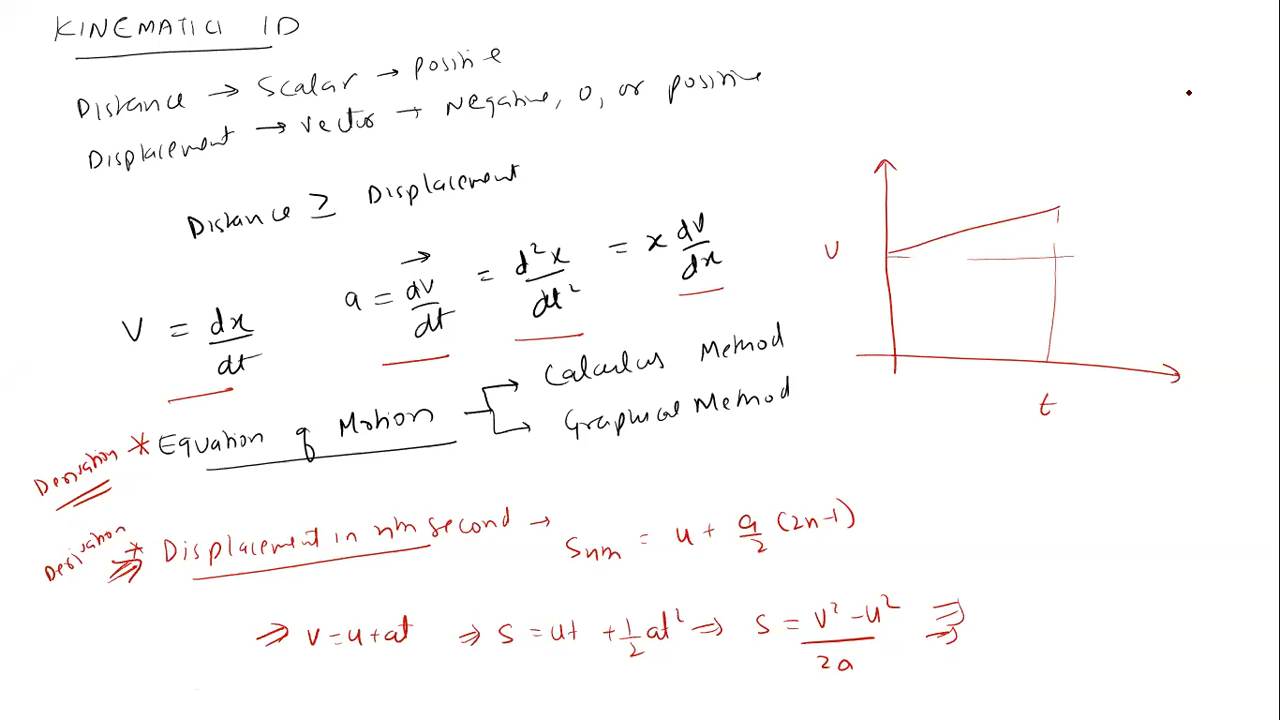 KINEMATICS 1D
Distance → Scalar → positive
Displacement → Vector → Negative, 0, or positive
Distance ≥ Displacement
V = dx/dt a = dv/dt = d²x/dt² = x dv/dx
V
t
Derivation * Equation of Motion → Calculus Method
→ Graphical Method
Derivation * Displacement in nth second → Snth = u + a/2 (2n-1)
⇒ V = u + at ⇒ S = ut + 1/2 at² ⇒ S = V² - u² / 2a